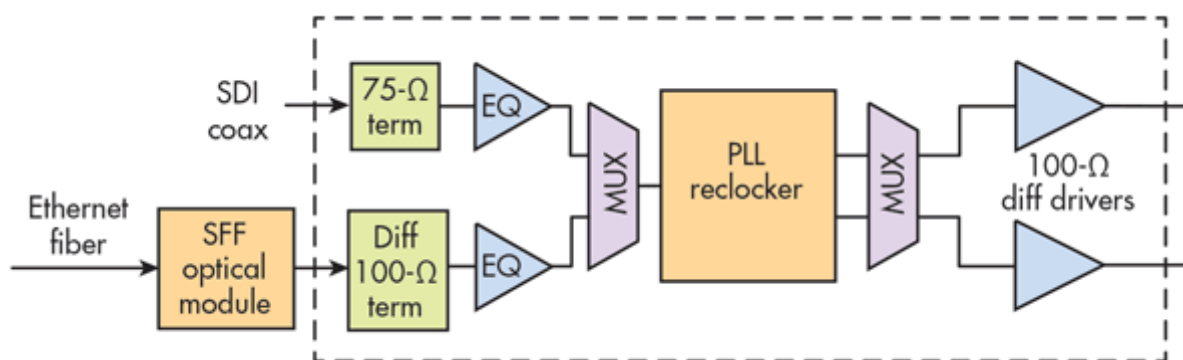 SDI
coax
75-Ω
term
EQ
MUX
PLL
reclocker
MUX
100-Ω
diff drivers
Ethernet
fiber
SFF
optical
module
Diff
100-Ω
term
EQ